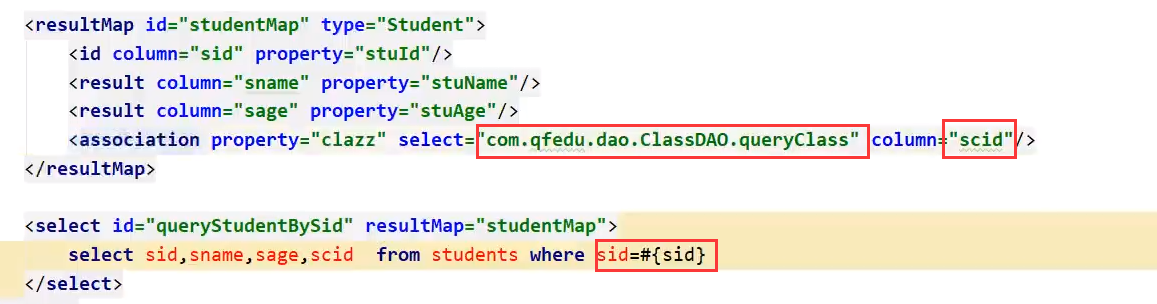 <resultMap id="studentMap" type="Student">
<id column="sid" property="stuId"/>
<result column="sname" property="stuName"/>
<result column="sage" property="stuAge"/>
<association property="clazz" select="com.qfedu.dao.ClassDAO.queryClass" column="scid"/>
</resultMap>
<select id="queryStudentBySid" resultMap="studentMap">
select sid,sname,sage,scid  from students where sid=#{sid}
</select>